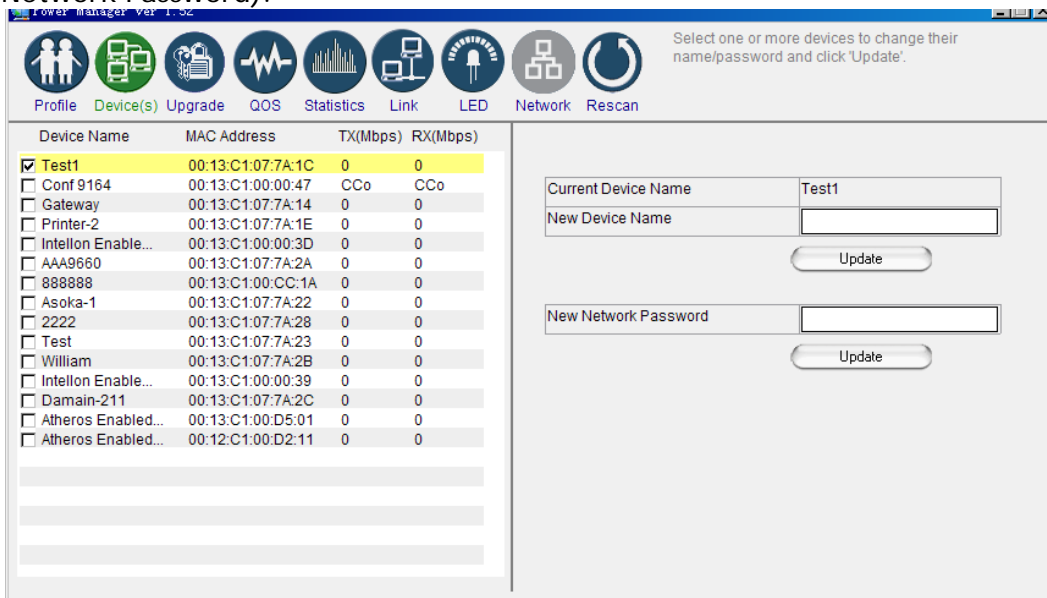 Network Password).
Power Manager Ver 1.52
Select one or more devices to change their
name/password and click 'Update'.
Profile Device(s) Upgrade QOS Statistics Link LED Network Rescan
Device Name MAC Address TX(Mbps) RX(Mbps)
Test1 00:13:C1:07:7A:1C 0 0
Conf 9164 00:13:C1:00:00:47 CCo CCo
Gateway 00:13:C1:07:7A:14 0 0
Printer-2 00:13:C1:07:7A:1E 0 0
Intellon Enable... 00:13:C1:00:00:3D 0 0
AAA9660 00:13:C1:07:7A:2A 0 0
888888 00:13:C1:00:CC:1A 0 0
Asoka-1 00:13:C1:07:7A:22 0 0
2222 00:13:C1:07:7A:28 0 0
Test 00:13:C1:07:7A:23 0 0
William 00:13:C1:07:7A:2B 0 0
Intellon Enable... 00:13:C1:00:00:39 0 0
Damain-211 00:13:C1:07:7A:2C 0 0
Atheros Enabled... 00:13:C1:00:D5:01 0 0
Atheros Enabled... 00:12:C1:00:D2:11 0 0
Current Device Name Test1
New Device Name
Update
New Network Password
Update